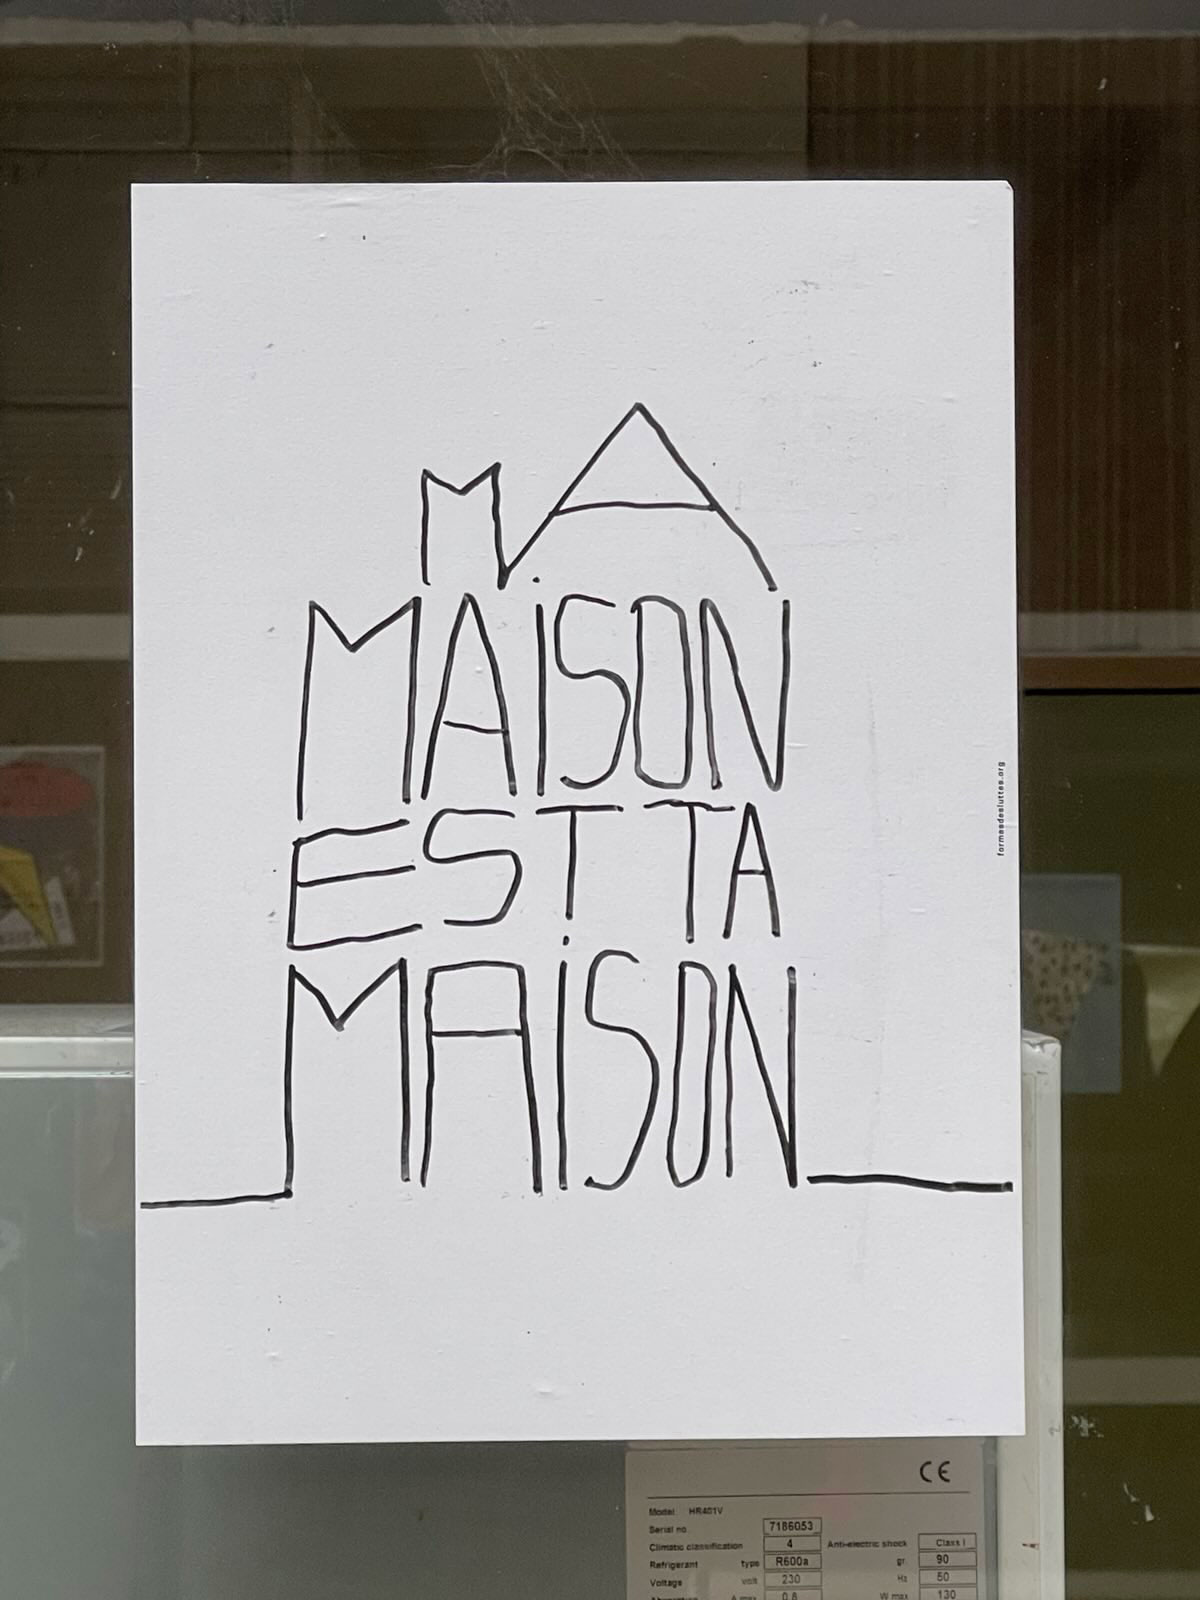 MA
MAiSON
EST TA
MAiSON
formesdesluttes.org
CE
Model HR401V
Serial no. 7186053
Climatic classification 4 Anti-electric shock Class I
Refrigerant type R600a gr. 90
Voltage volt 230 Hz 50
A max 0.8 W max 130